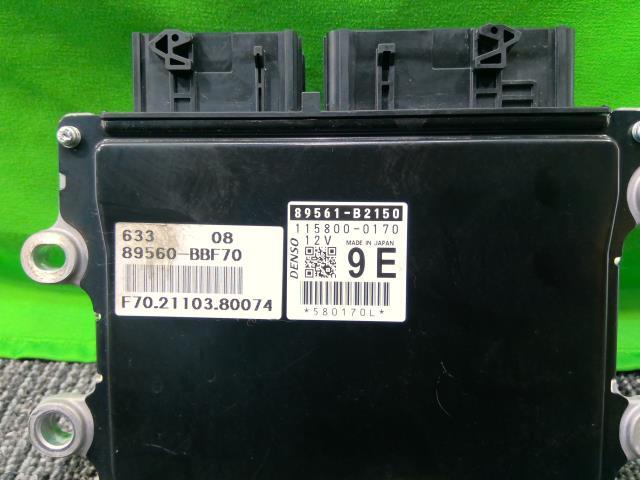 633 08
89560-BBF70
F70.21103.80074
89561-B2150
115800-0170
12V MADE IN JAPAN
DENSO
9E
*580170L*